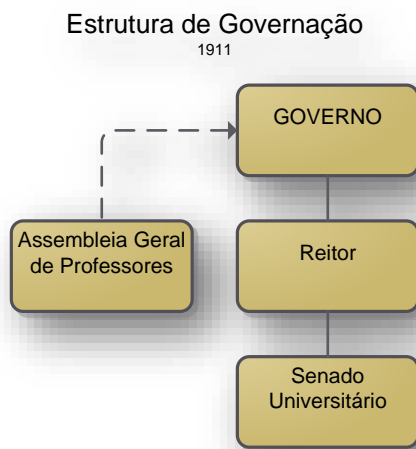 Estrutura de Governação
1911
GOVERNO
Assembleia Geral
de Professores
Reitor
Senado
Universitário